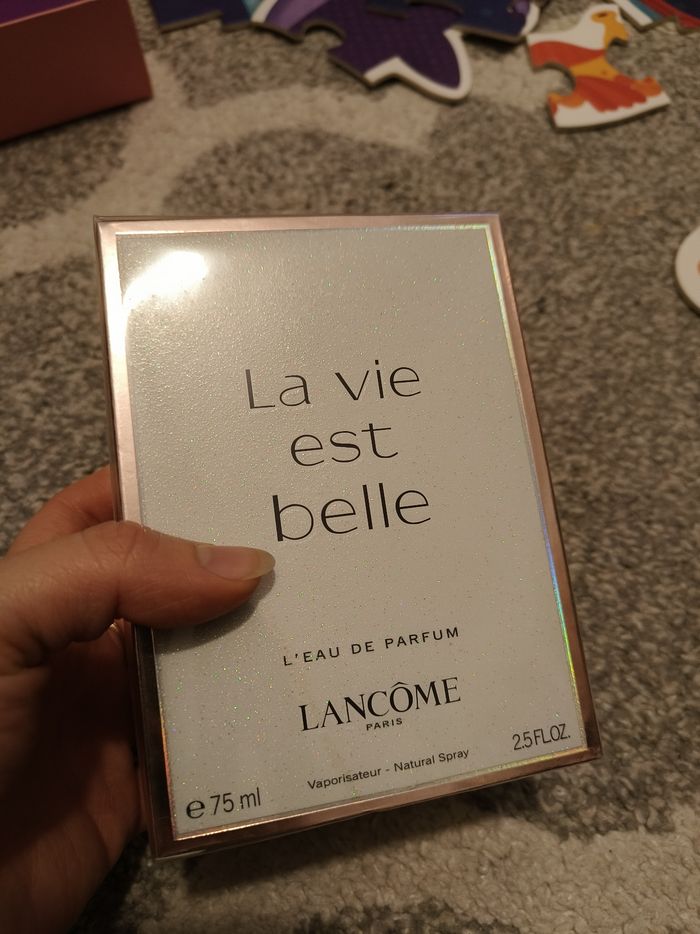 La vie
est
belle
L'EAU DE PARFUM
LANCÔME
PARIS
Vaporisateur - Natural Spray
e 75 ml
2.5 FL.OZ.